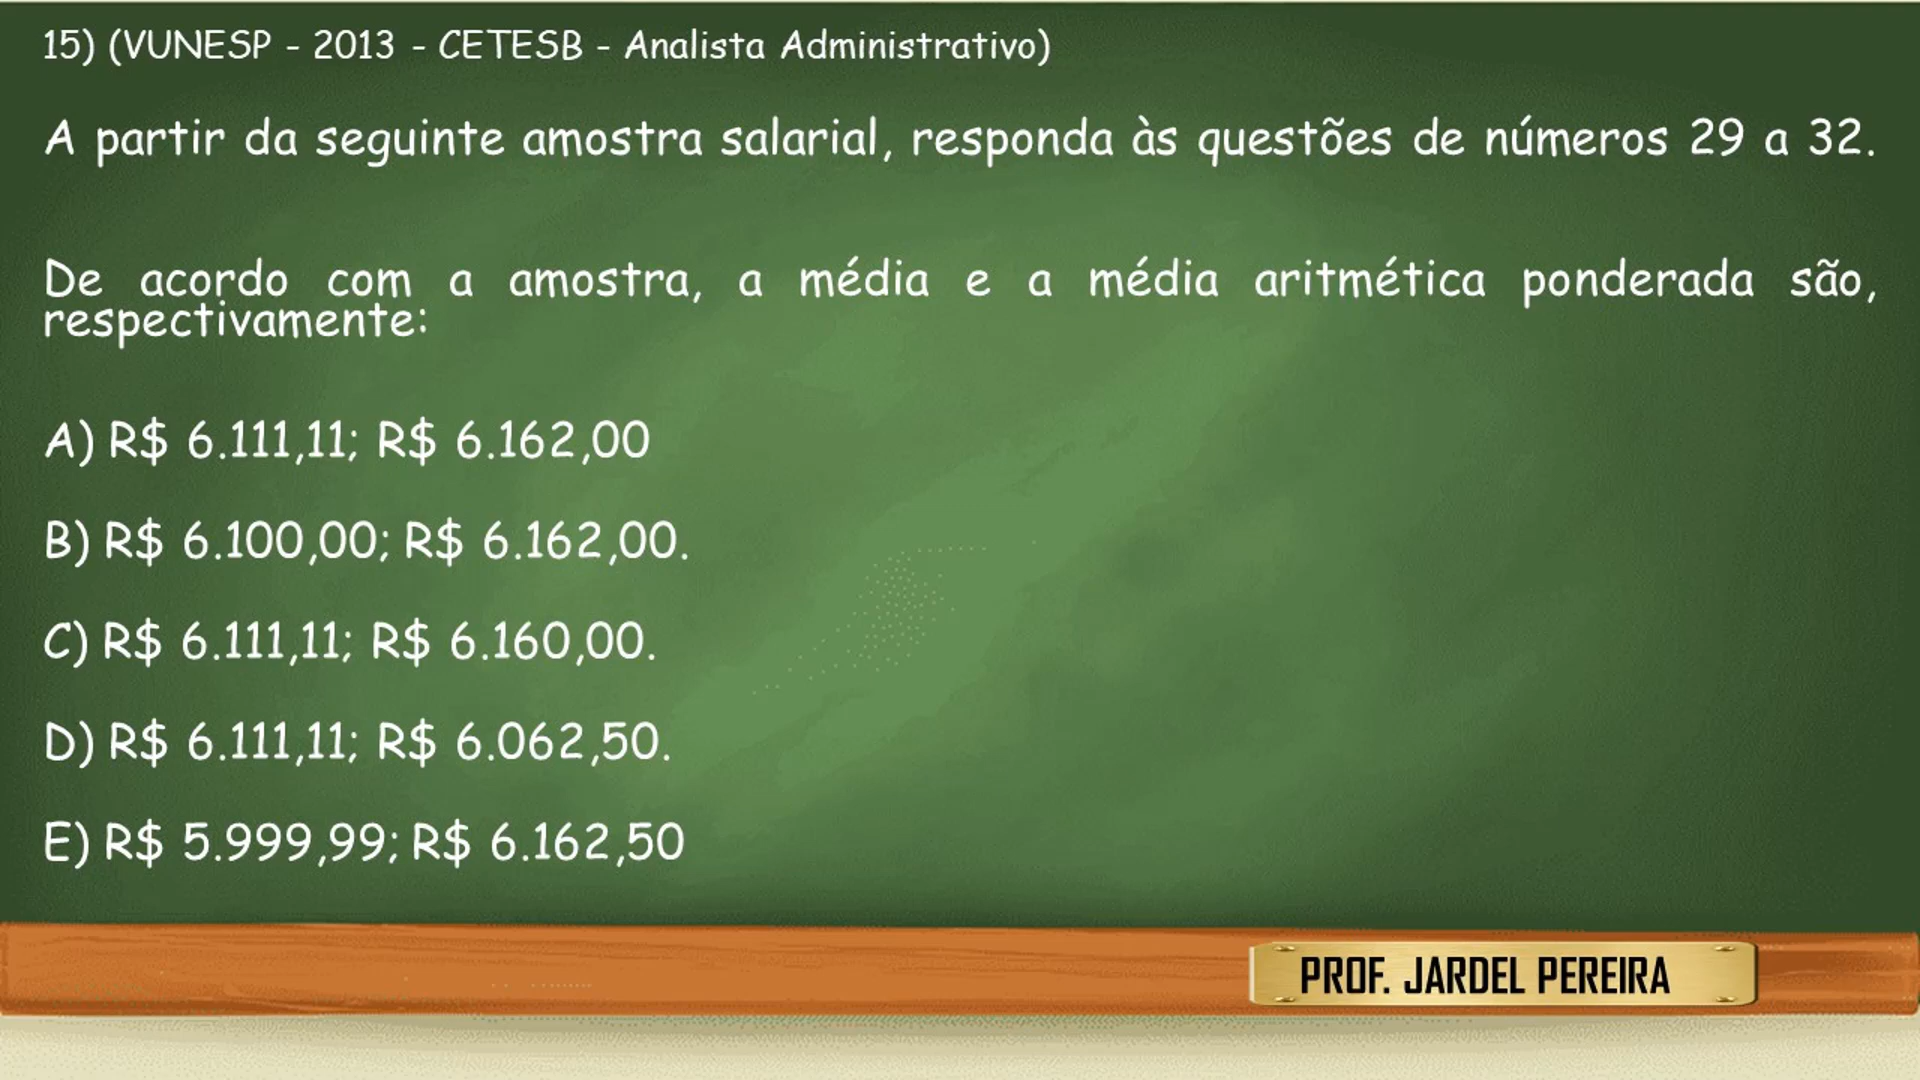 15) (VUNESP - 2013 - CETESB - Analista Administrativo)
A partir da seguinte amostra salarial, responda às questões de números 29 a 32.
De acordo com a amostra, a média e a média aritmética ponderada são,
respectivamente:
A) R$ 6.111,11; R$ 6.162,00
B) R$ 6.100,00; R$ 6.162,00.
C) R$ 6.111,11; R$ 6.160,00.
D) R$ 6.111,11; R$ 6.062,50.
E) R$ 5.999,99; R$ 6.162,50
PROF. JARDEL PEREIRA